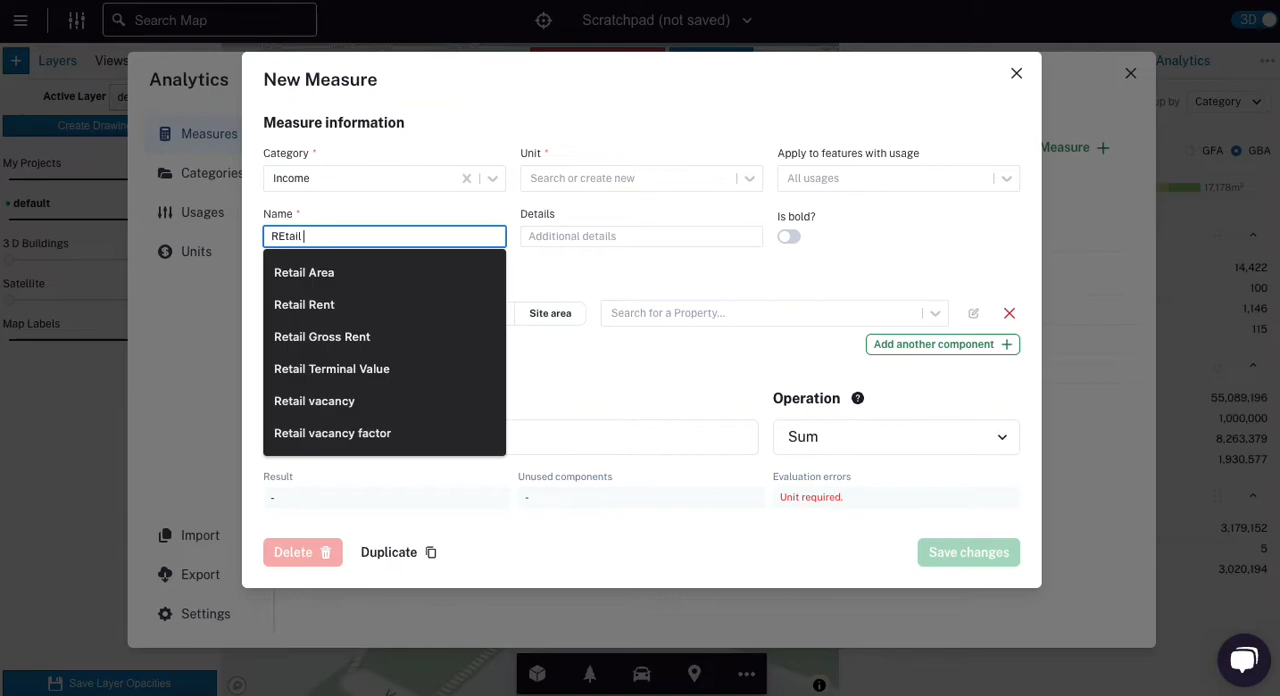 Search Map
Scratchpad (not saved)
3D
Layers
Views
Analytics
Active Layer
de
Create Drawin
My Projects
default
3 D Buildings
Satellite
Map Labels
Save Layer Opacities
Analytics
Measures
Categories
Usages
Units
Import
Export
Settings
New Measure
Measure information
Category *
Unit *
Apply to features with usage
Income
Search or create new
All usages
Name *
Details
Is bold?
REtail
Additional details
Retail Area
Retail Rent
Retail Gross Rent
Retail Terminal Value
Retail vacancy
Retail vacancy factor
Site area
Search for a Property...
Add another component +
Operation ?
Sum
Result
Unused components
Evaluation errors
-
-
Unit required.
Delete
Duplicate
Save changes
Measure +
up by
Category
GFA
GBA
17,178m²
14,422
100
1,146
115
55,089,196
1,000,000
8,263,379
1,930,577
3,179,152
5
3,020,194